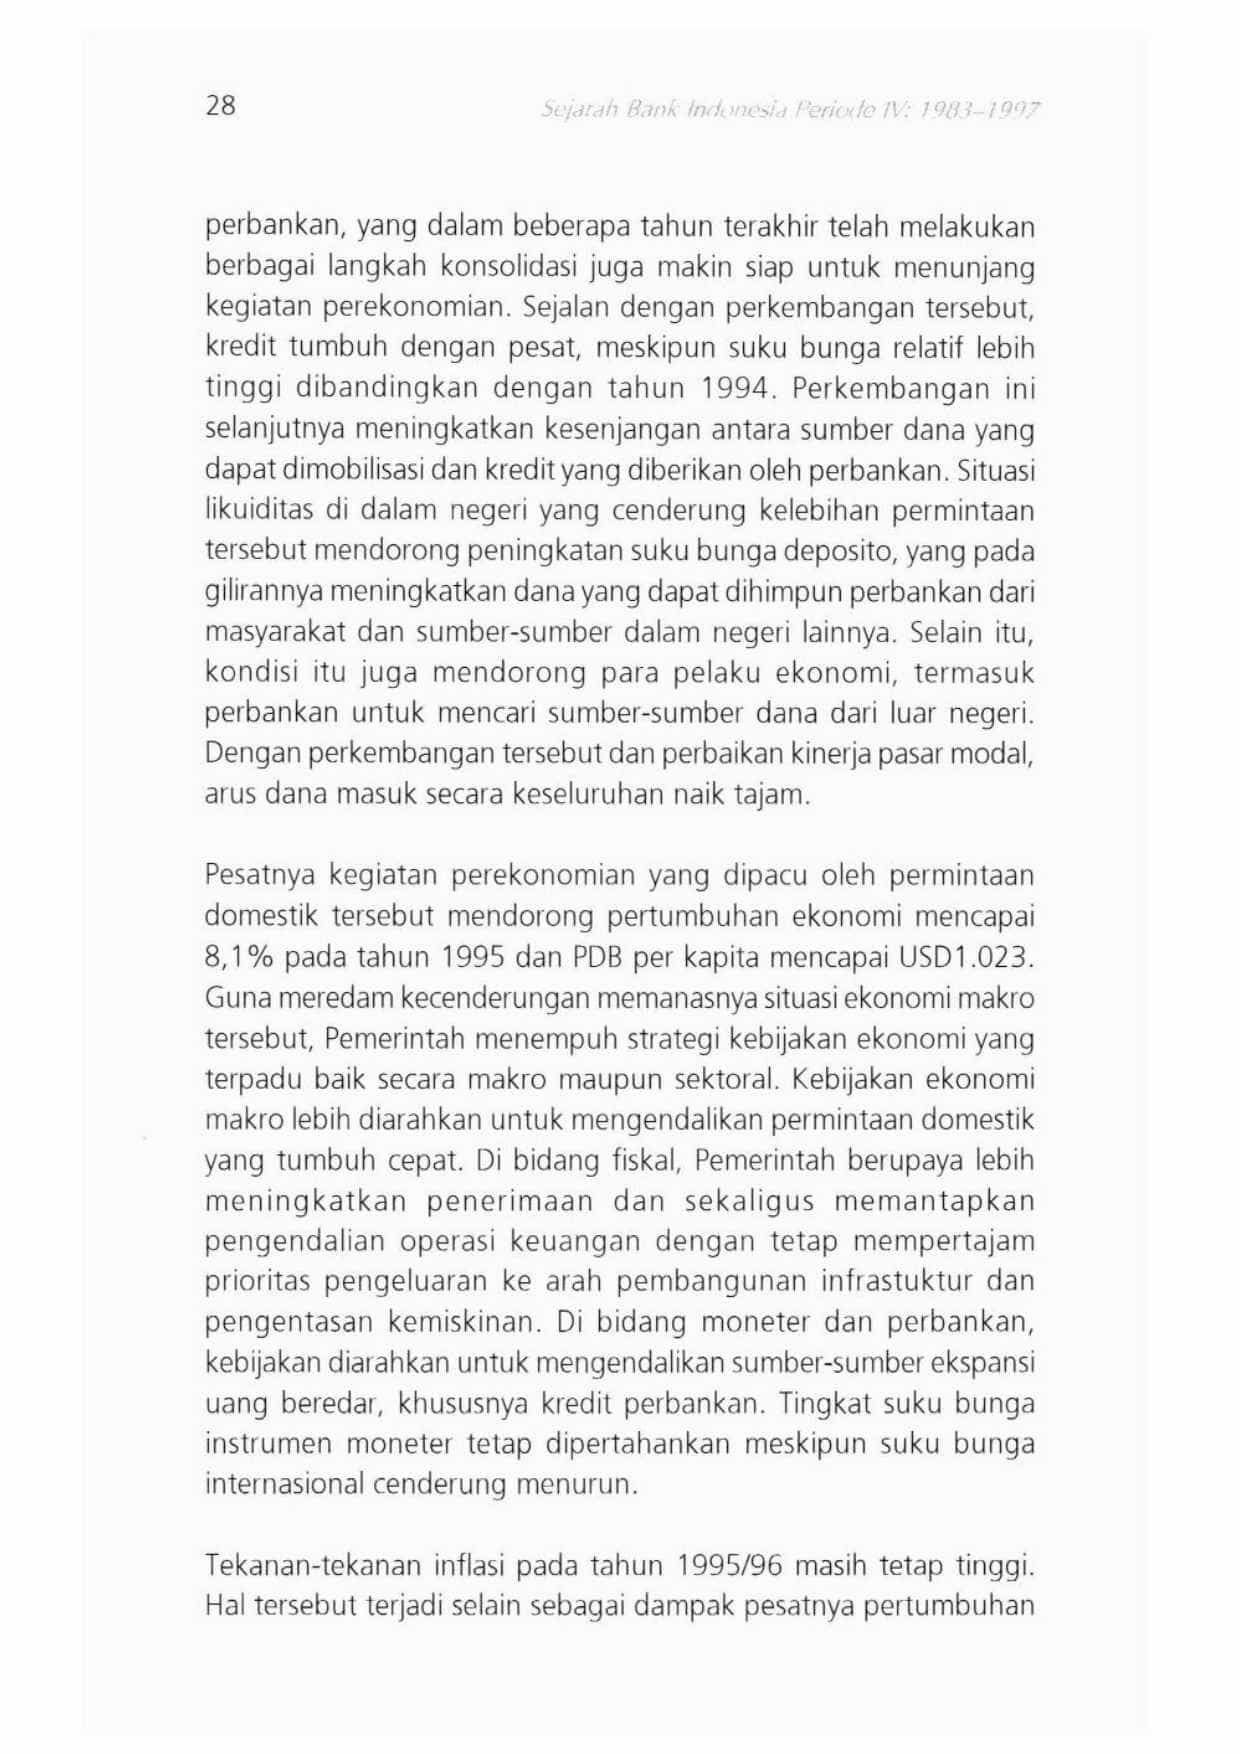 28
Sejarah Bank Indonesia Periode IV: 1983–1997
perbankan, yang dalam beberapa tahun terakhir telah melakukan
berbagai langkah konsolidasi juga makin siap untuk menunjang
kegiatan perekonomian. Sejalan dengan perkembangan tersebut,
kredit tumbuh dengan pesat, meskipun suku bunga relatif lebih
tinggi dibandingkan dengan tahun 1994. Perkembangan ini
selanjutnya meningkatkan kesenjangan antara sumber dana yang
dapat dimobilisasi dan kredit yang diberikan oleh perbankan. Situasi
likuiditas di dalam negeri yang cenderung kelebihan permintaan
tersebut mendorong peningkatan suku bunga deposito, yang pada
gilirannya meningkatkan dana yang dapat dihimpun perbankan dari
masyarakat dan sumber-sumber dalam negeri lainnya. Selain itu,
kondisi itu juga mendorong para pelaku ekonomi, termasuk
perbankan untuk mencari sumber-sumber dana dari luar negeri.
Dengan perkembangan tersebut dan perbaikan kinerja pasar modal,
arus dana masuk secara keseluruhan naik tajam.
Pesatnya kegiatan perekonomian yang dipacu oleh permintaan
domestik tersebut mendorong pertumbuhan ekonomi mencapai
8,1% pada tahun 1995 dan PDB per kapita mencapai USD1.023.
Guna meredam kecenderungan memanasnya situasi ekonomi makro
tersebut, Pemerintah menempuh strategi kebijakan ekonomi yang
terpadu baik secara makro maupun sektoral. Kebijakan ekonomi
makro lebih diarahkan untuk mengendalikan permintaan domestik
yang tumbuh cepat. Di bidang fiskal, Pemerintah berupaya lebih
meningkatkan penerimaan dan sekaligus memantapkan
pengendalian operasi keuangan dengan tetap mempertajam
prioritas pengeluaran ke arah pembangunan infrastuktur dan
pengentasan kemiskinan. Di bidang moneter dan perbankan,
kebijakan diarahkan untuk mengendalikan sumber-sumber ekspansi
uang beredar, khususnya kredit perbankan. Tingkat suku bunga
instrumen moneter tetap dipertahankan meskipun suku bunga
internasional cenderung menurun.
Tekanan-tekanan inflasi pada tahun 1995/96 masih tetap tinggi.
Hal tersebut terjadi selain sebagai dampak pesatnya pertumbuhan